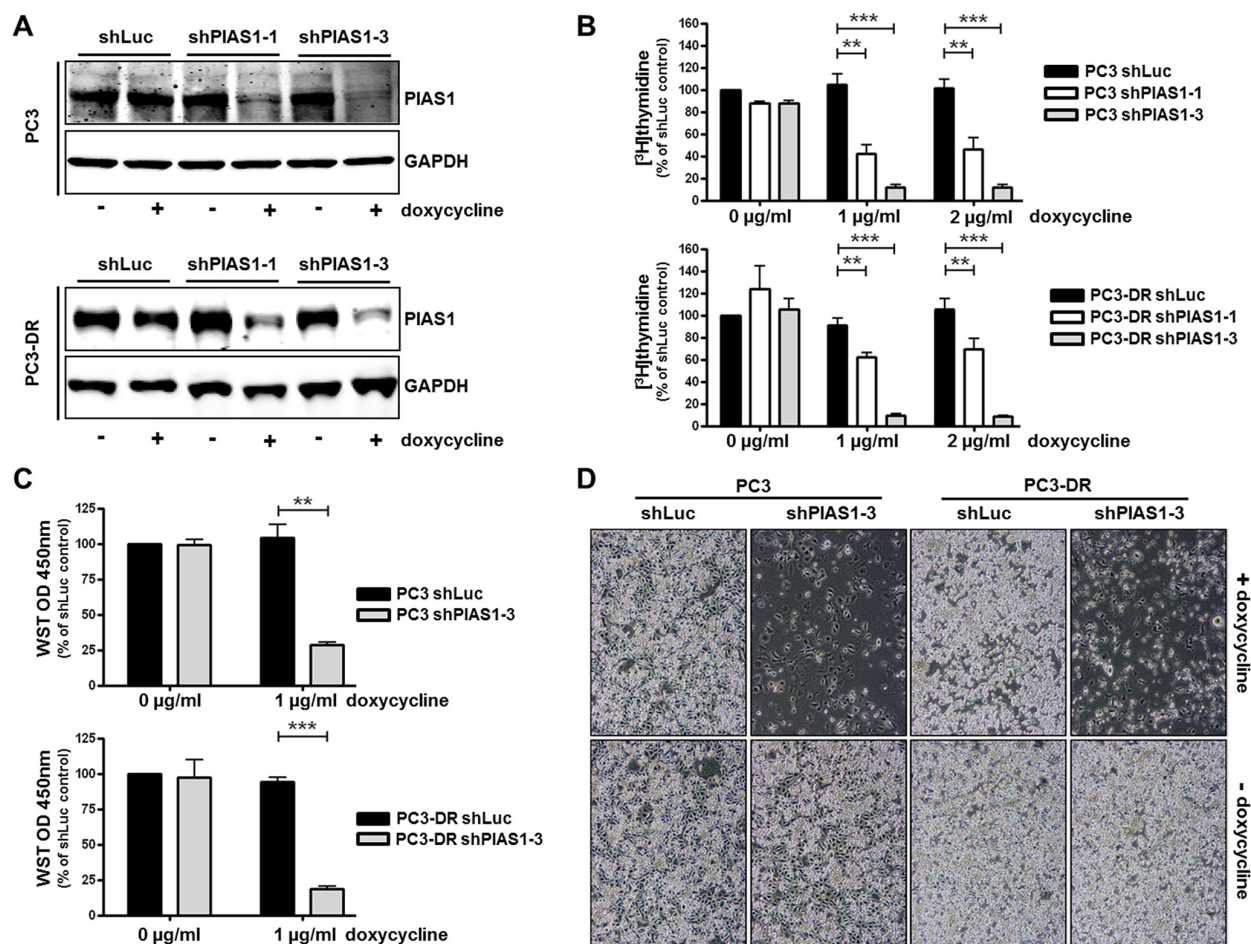 A
shLuc shPIAS1-1 shPIAS1-3
PC3
PIAS1
GAPDH
- + - + - + doxycycline
shLuc shPIAS1-1 shPIAS1-3
PC3-DR
PIAS1
GAPDH
- + - + - + doxycycline
B
[³H]thymidine
(% of shLuc control)
160
140
120
100
80
60
40
20
0
*** ***
** **
0 µg/ml 1 µg/ml 2 µg/ml doxycycline
PC3 shLuc
PC3 shPIAS1-1
PC3 shPIAS1-3
[³H]thymidine
(% of shLuc control)
160
140
120
100
80
60
40
20
0
*** ***
** **
0 µg/ml 1 µg/ml 2 µg/ml doxycycline
PC3-DR shLuc
PC3-DR shPIAS1-1
PC3-DR shPIAS1-3
C
WST OD 450nm
(% of shLuc control)
125
100
75
50
25
0
**
0 µg/ml 1 µg/ml doxycycline
PC3 shLuc
PC3 shPIAS1-3
WST OD 450nm
(% of shLuc control)
125
100
75
50
25
0
***
0 µg/ml 1 µg/ml doxycycline
PC3-DR shLuc
PC3-DR shPIAS1-3
D
PC3 PC3-DR
shLuc shPIAS1-3 shLuc shPIAS1-3
+ doxycycline
- doxycycline